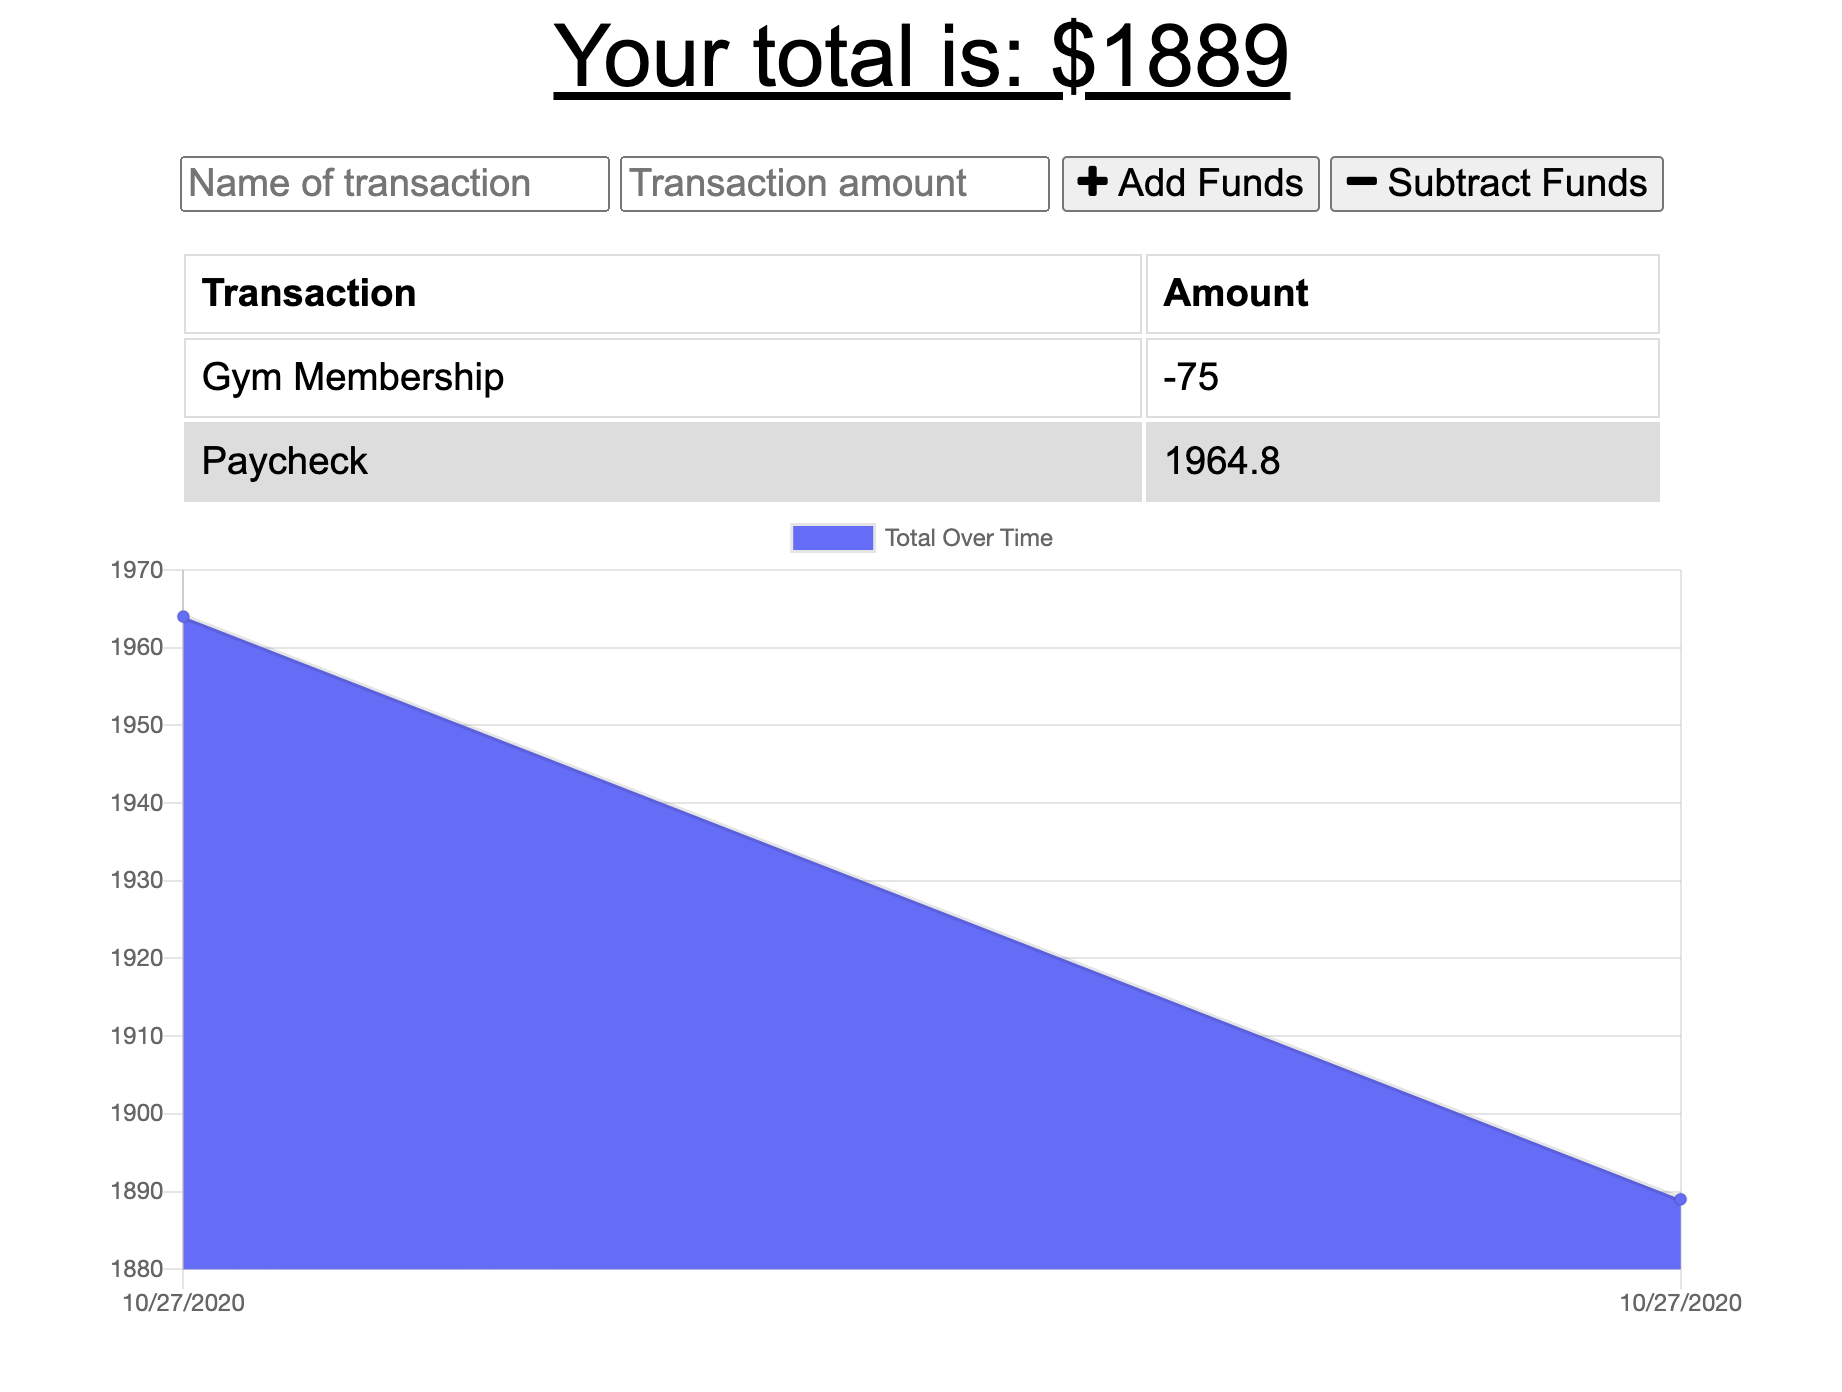 Your total is: $1889
Name of transaction Transaction amount Add Funds Subtract Funds
Transaction Amount
Gym Membership -75
Paycheck 1964.8
Total Over Time
1970
1960
1950
1940
1930
1920
1910
1900
1890
1880
10/27/2020 10/27/2020